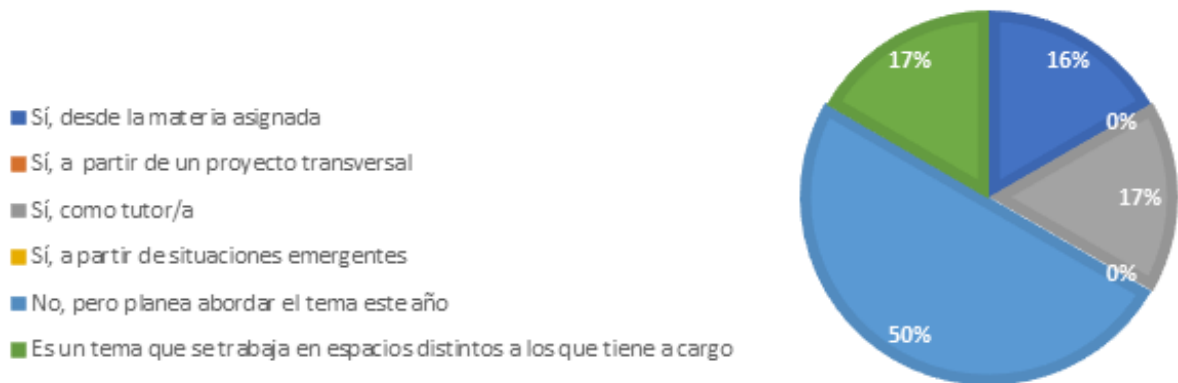 Sí, desde la materia asignada
Sí, a partir de un proyecto transversal
Sí, como tutor/a
Sí, a partir de situaciones emergentes
No, pero planea abordar el tema este año
Es un tema que se trabaja en espacios distintos a los que tiene a cargo
17%
16%
0%
17%
0%
50%